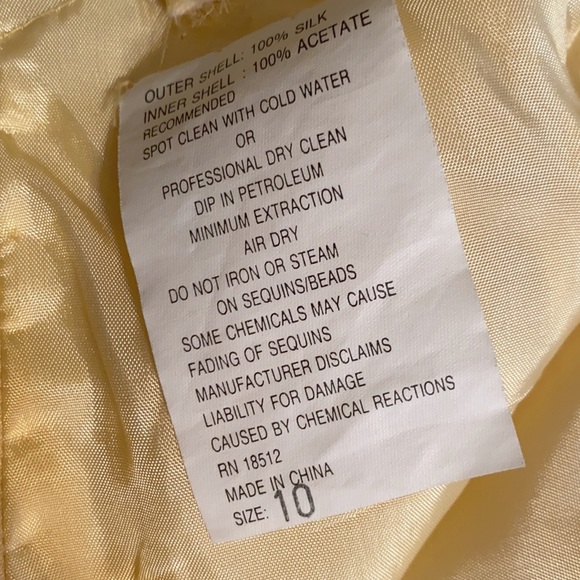 OUTER SHELL: 100% SILK
INNER SHELL : 100% ACETATE
RECOMMENDED
SPOT CLEAN WITH COLD WATER
OR
PROFESSIONAL DRY CLEAN
DIP IN PETROLEUM
MINIMUM EXTRACTION
AIR DRY
DO NOT IRON OR STEAM
ON SEQUINS/BEADS
SOME CHEMICALS MAY CAUSE
FADING OF SEQUINS
MANUFACTURER DISCLAIMS
LIABILITY FOR DAMAGE
CAUSED BY CHEMICAL REACTIONS
RN 18512
MADE IN CHINA
SIZE: 10